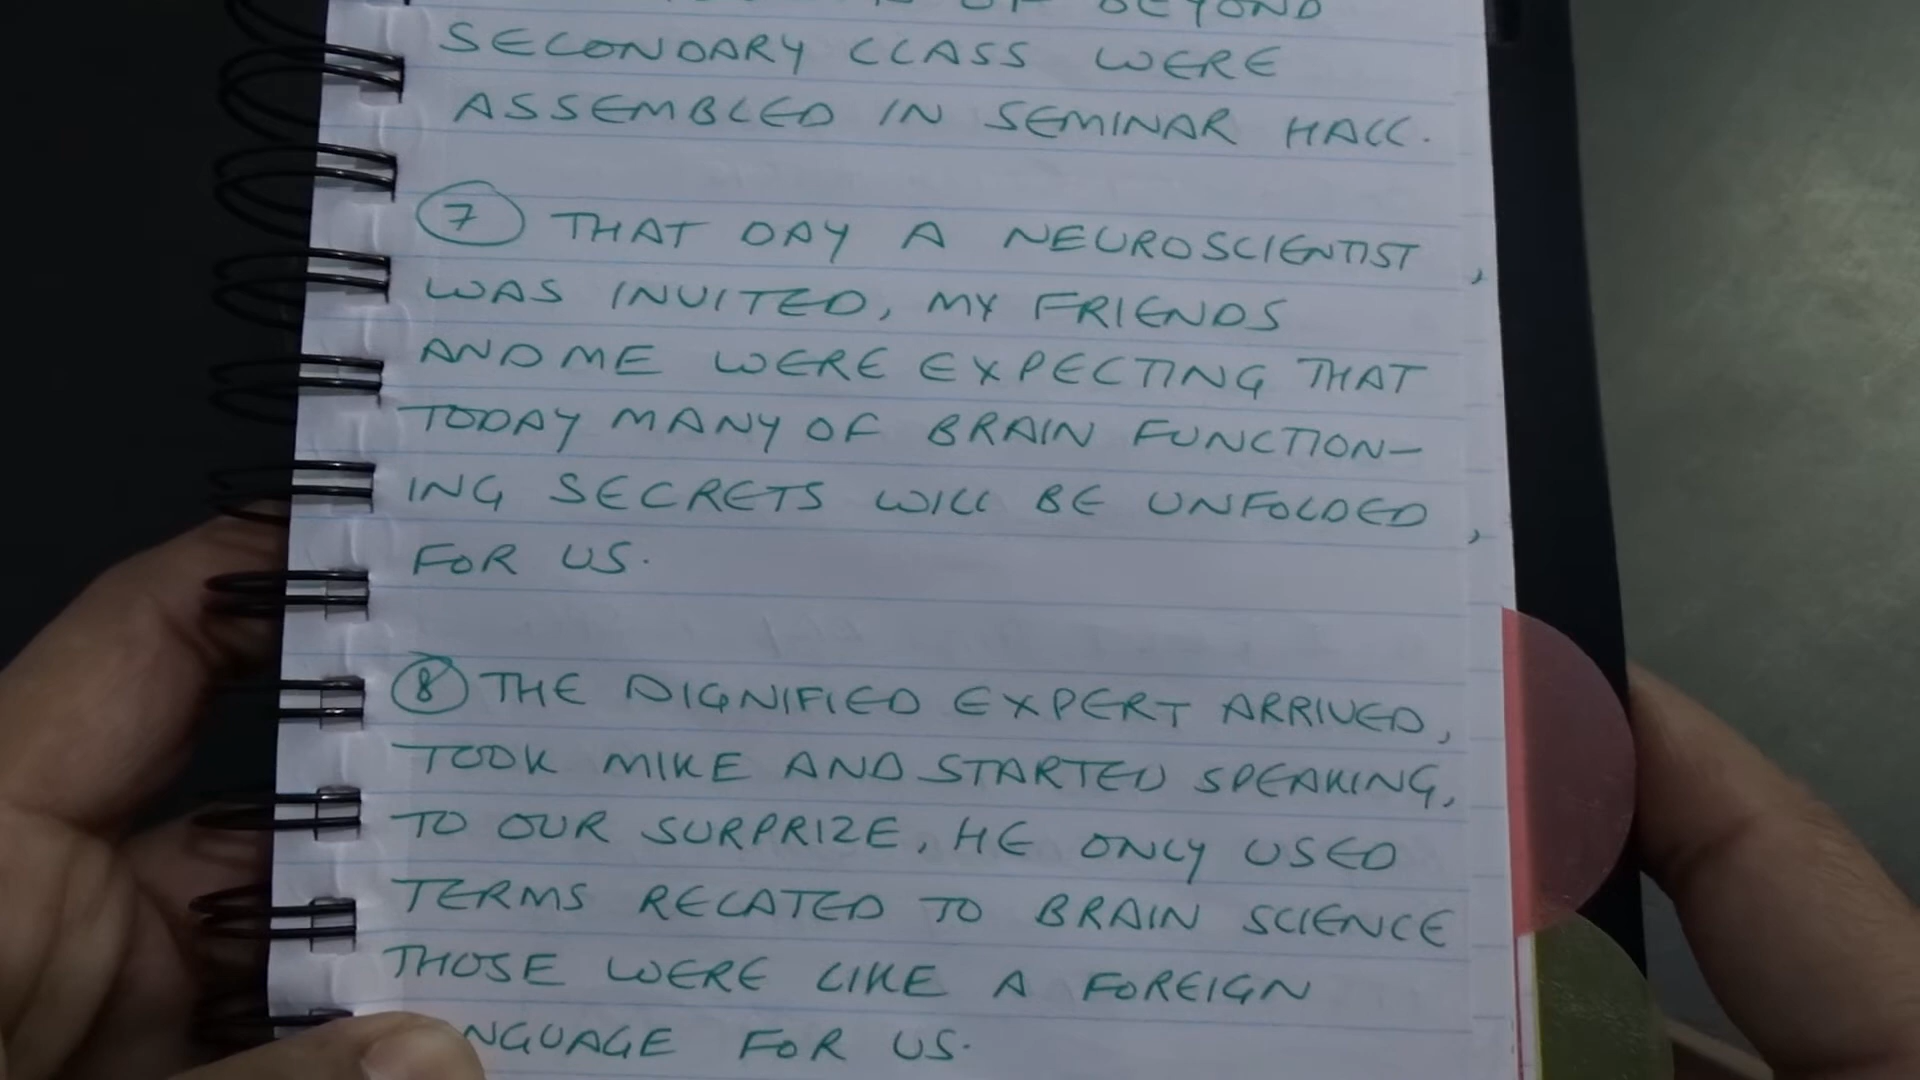 OF BEYOND
SECONDARY CLASS WERE
ASSEMBLED IN SEMINAR HALL.
7 THAT DAY A NEUROSCIENTIST,
WAS INVITED, MY FRIENDS
AND ME WERE EXPECTING THAT
TODAY MANY OF BRAIN FUNCTION-
ING SECRETS WILL BE UNFOLDED,
FOR US.
8 THE DIGNIFIED EXPERT ARRIVED,
TOOK MIKE AND STARTED SPEAKING,
TO OUR SURPRIZE, HE ONLY USED
TERMS RELATED TO BRAIN SCIENCE
THOSE WERE LIKE A FOREIGN
NGUAGE FOR US.